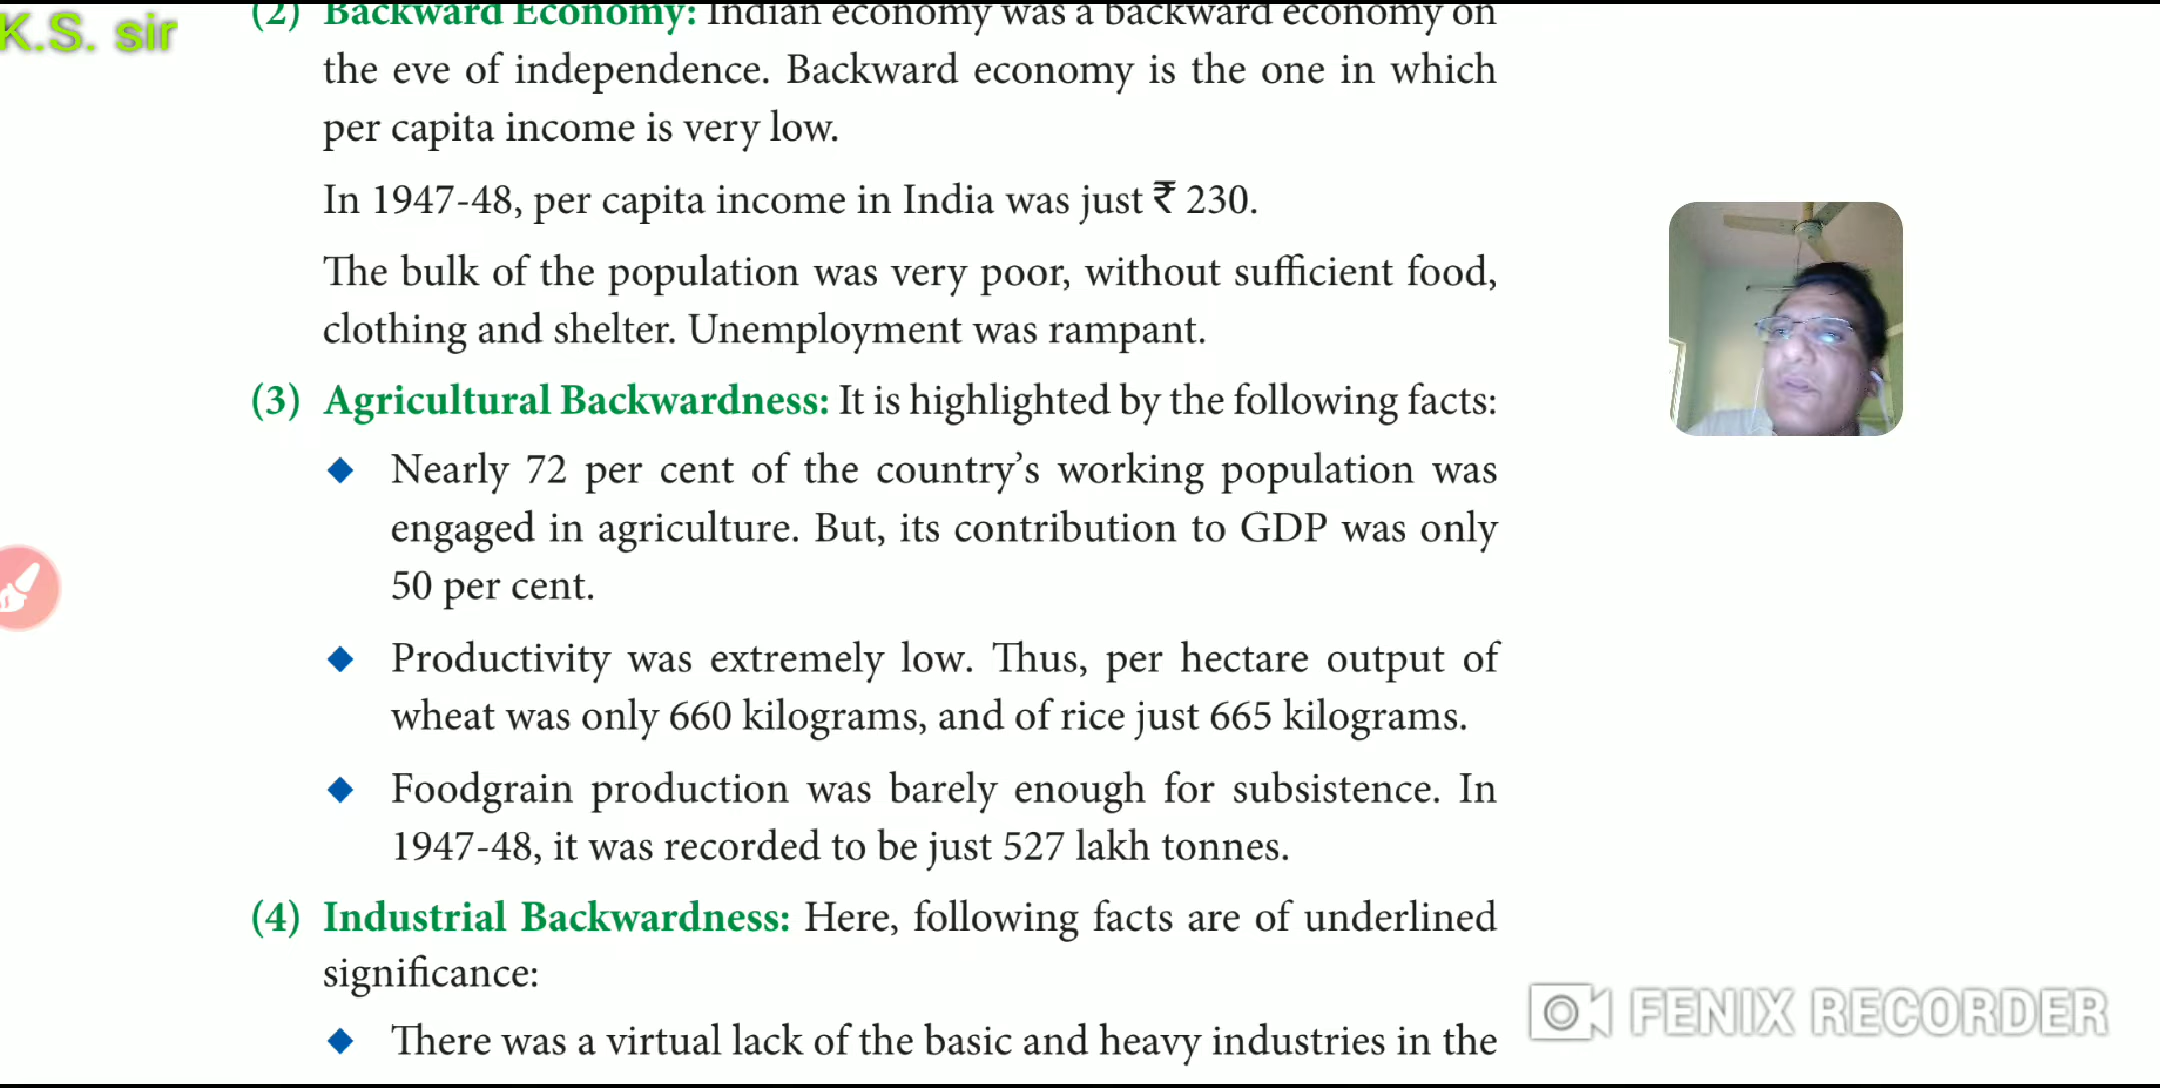 K.S. sir
(2) Backward Economy: Indian economy was a backward economy on
the eve of independence. Backward economy is the one in which
per capita income is very low.
In 1947-48, per capita income in India was just ₹ 230.
The bulk of the population was very poor, without sufficient food,
clothing and shelter. Unemployment was rampant.
(3) Agricultural Backwardness: It is highlighted by the following facts:
◆ Nearly 72 per cent of the country's working population was
engaged in agriculture. But, its contribution to GDP was only
50 per cent.
◆ Productivity was extremely low. Thus, per hectare output of
wheat was only 660 kilograms, and of rice just 665 kilograms.
◆ Foodgrain production was barely enough for subsistence. In
1947-48, it was recorded to be just 527 lakh tonnes.
(4) Industrial Backwardness: Here, following facts are of underlined
significance:
◆ There was a virtual lack of the basic and heavy industries in the
FENIX RECORDER